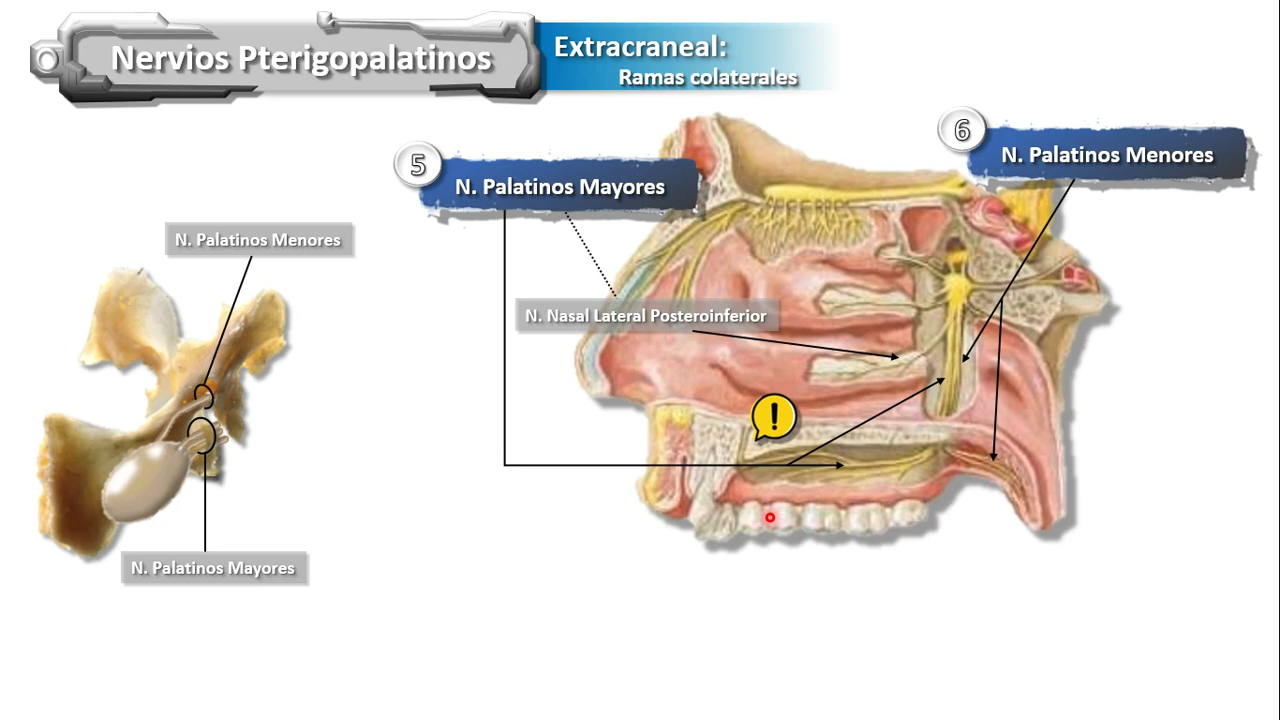 Nervios Pterigopalatinos
Extracraneal:
Ramas colaterales
5
N. Palatinos Mayores
6
N. Palatinos Menores
N. Palatinos Menores
N. Nasal Lateral Posteroinferior
!
N. Palatinos Mayores